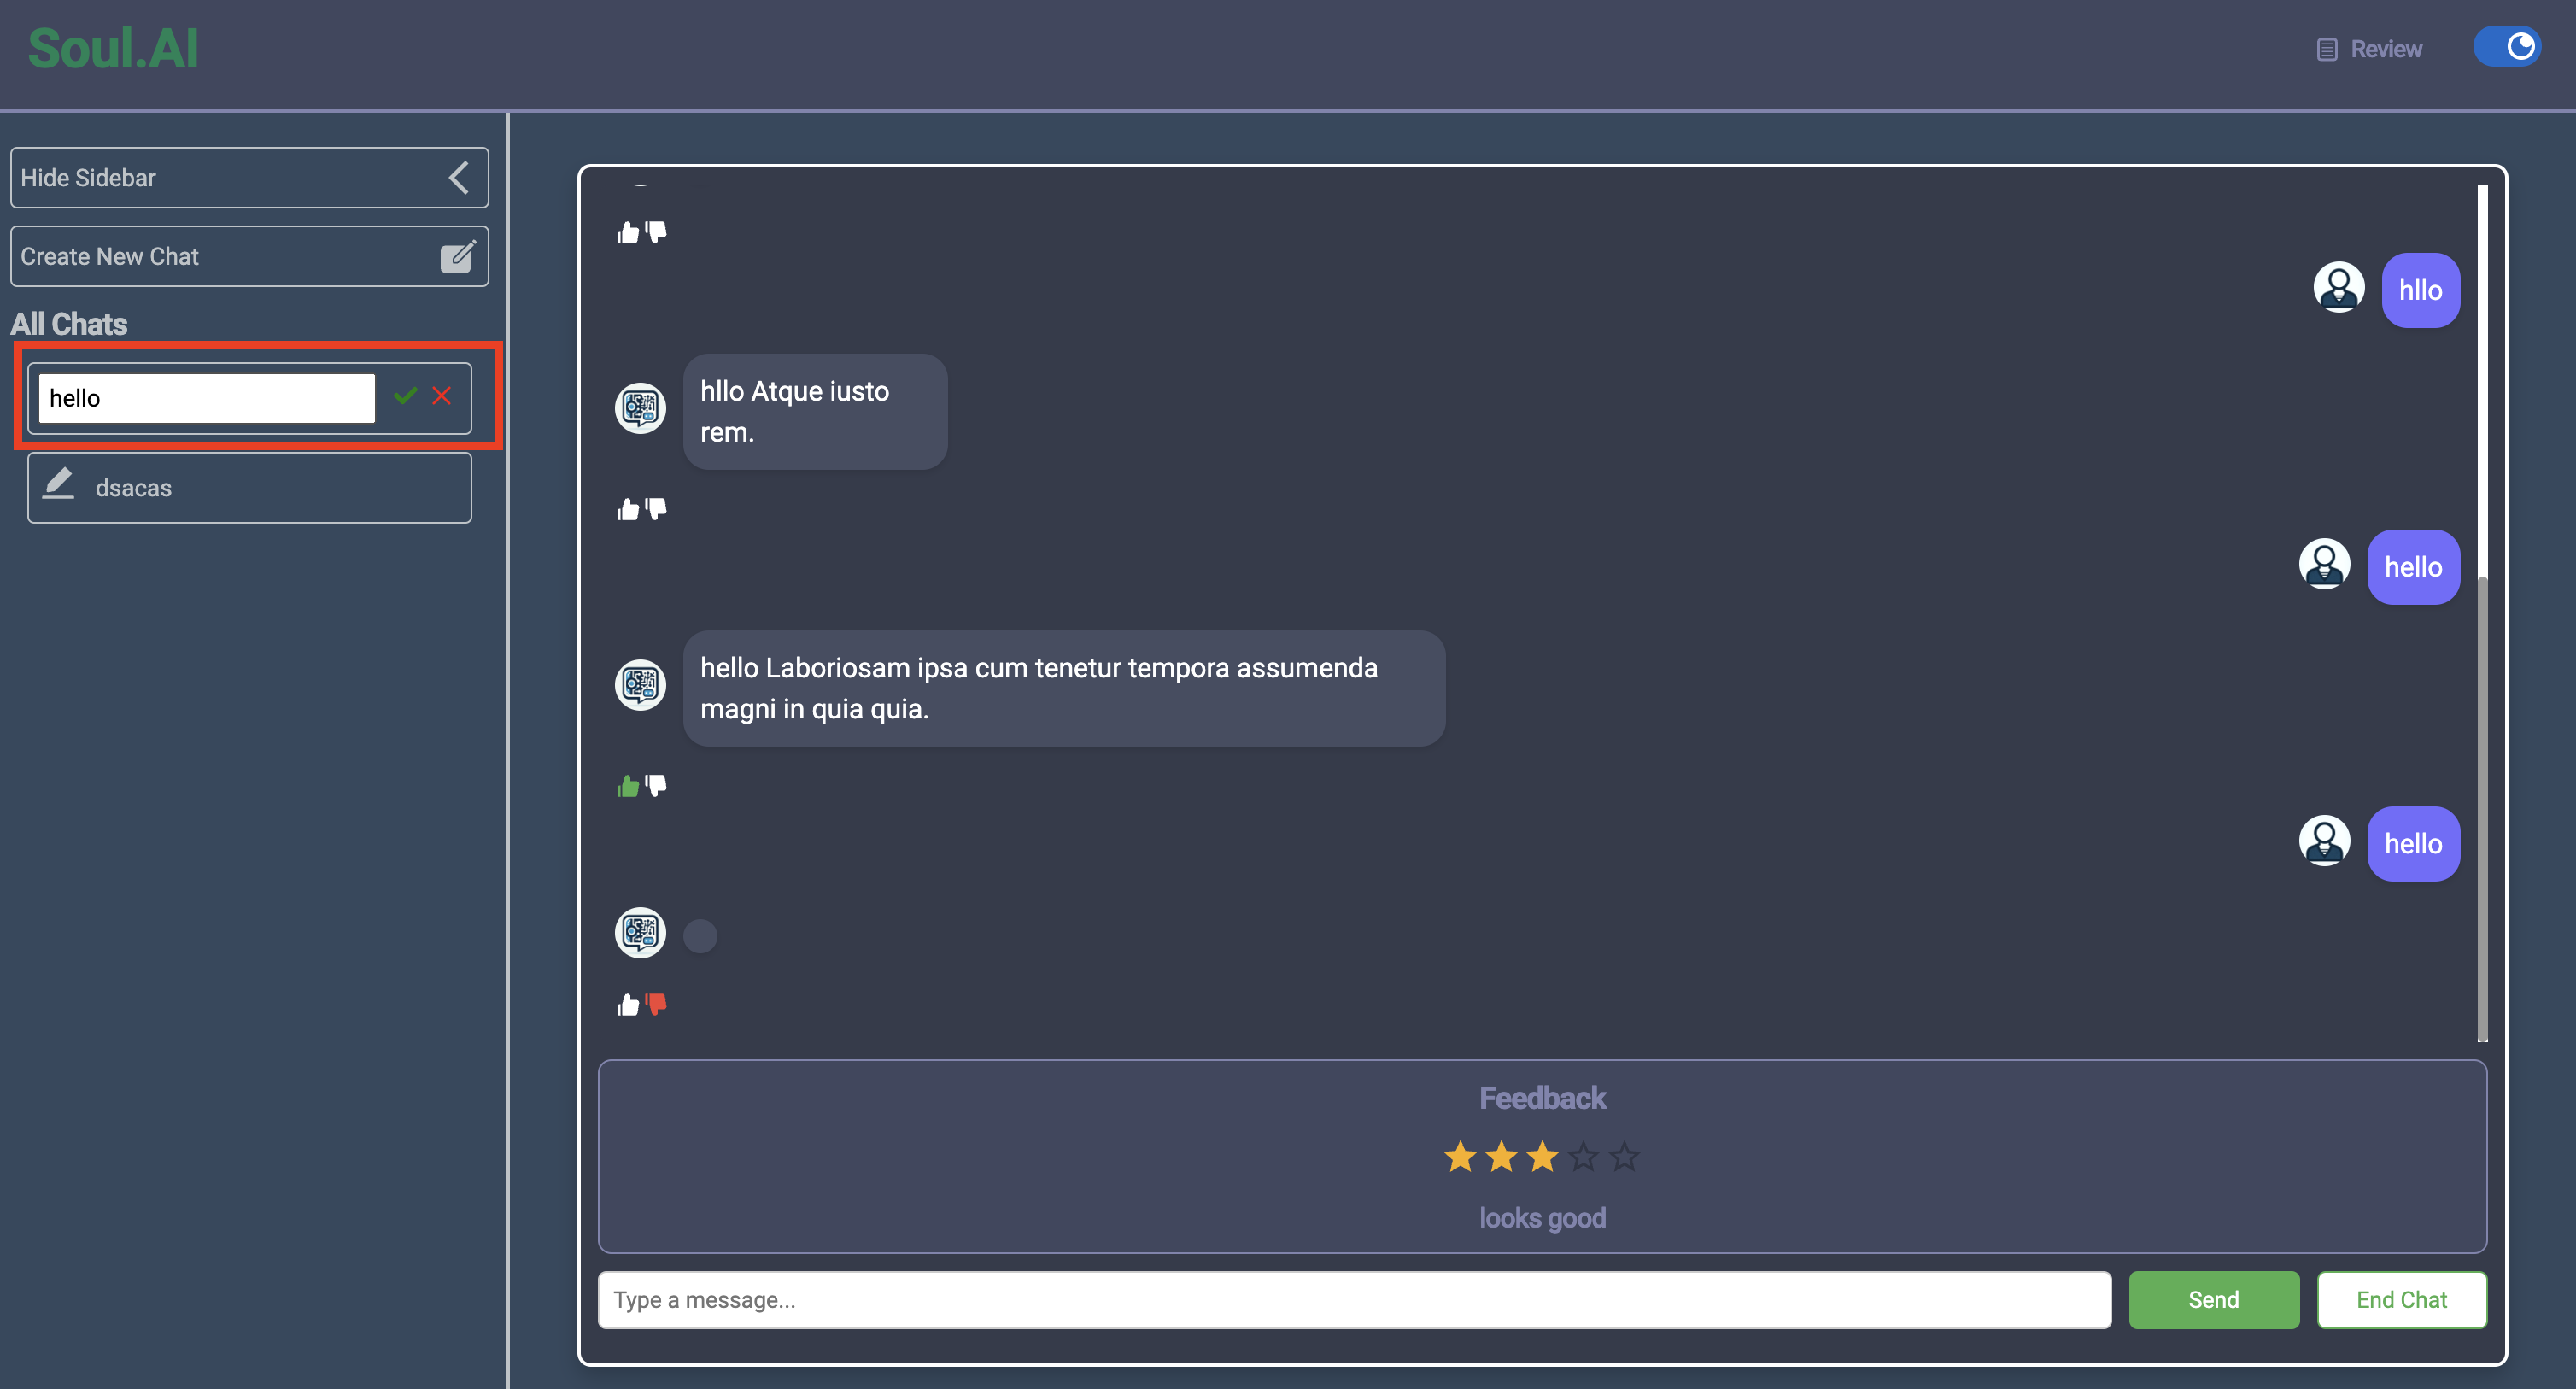 Soul.AI
Review
Hide Sidebar
Create New Chat
All Chats
hello
dsacas
hllo
hllo Atque iusto
rem.
hello
hello Laboriosam ipsa cum tenetur tempora assumenda
magni in quia quia.
hello
Feedback
looks good
Type a message...
Send
End Chat